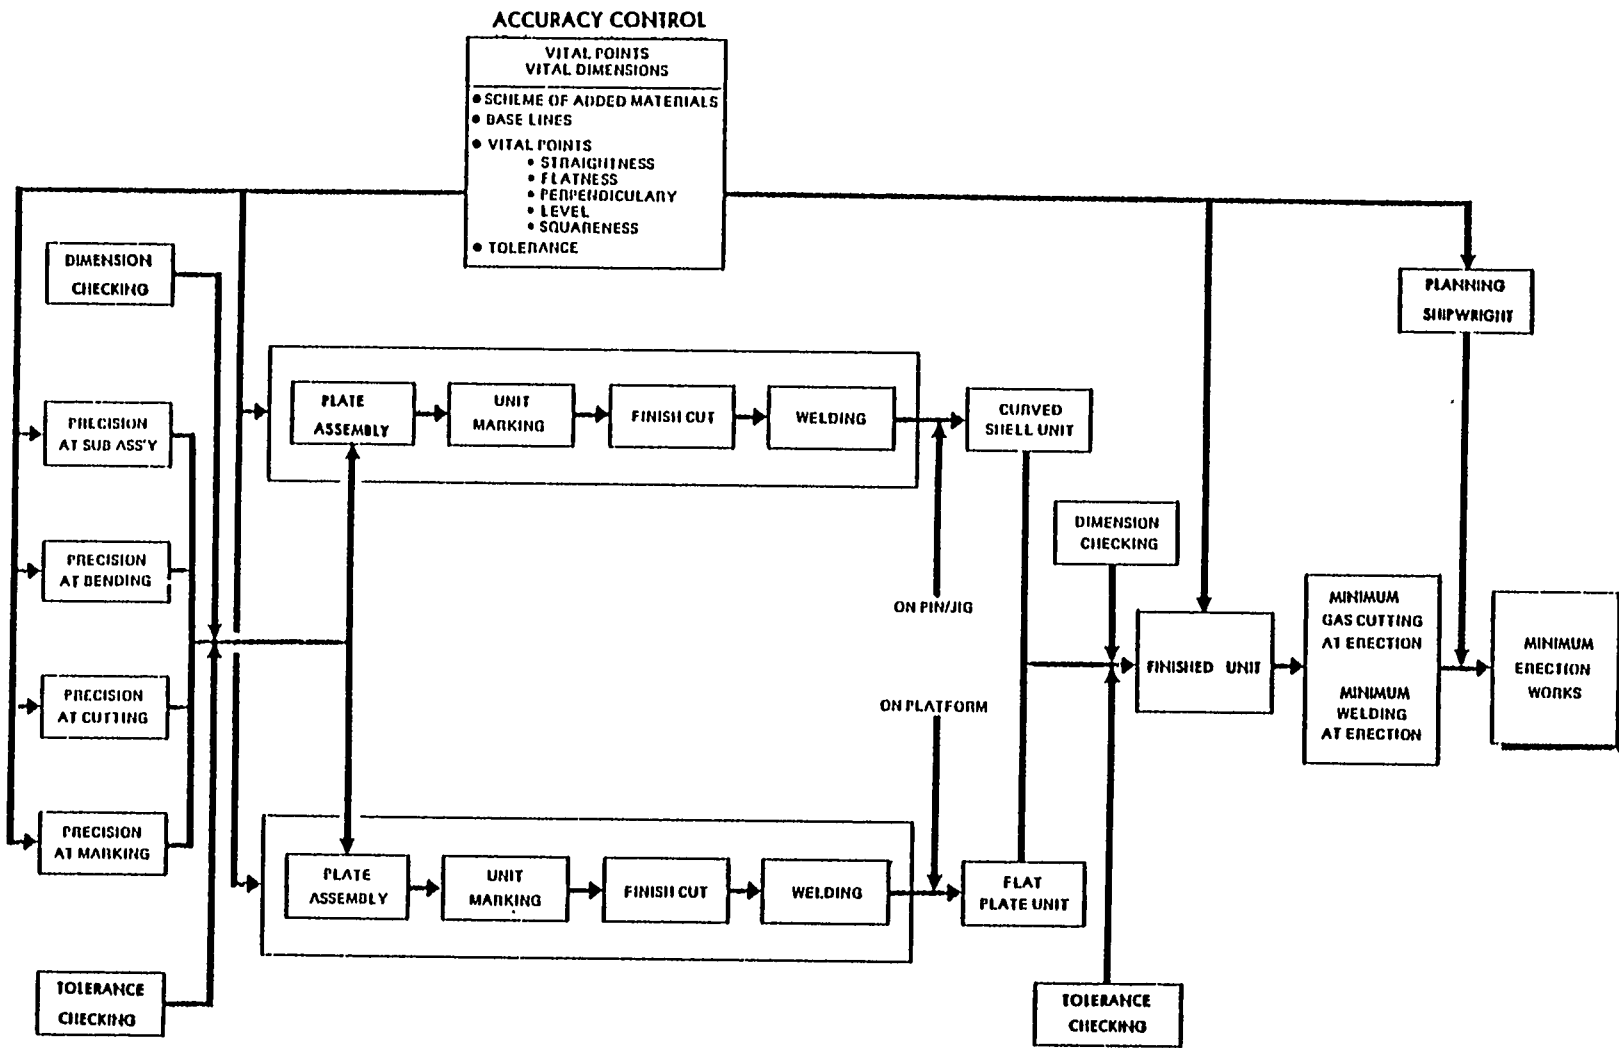 ACCURACY CONTROL
VITAL POINTS
VITAL DIMENSIONS
• SCHEME OF ADDED MATERIALS
• BASE LINES
• VITAL POINTS
• STRAIGHTNESS
• FLATNESS
• PERPENDICULARY
• LEVEL
• SQUARENESS
• TOLERANCE
DIMENSION
CHECKING
PLANNING
SHIPWRIGHT
PRECISION
AT SUB ASS'Y
PRECISION
AT BENDING
PRECISION
AT CUTTING
PRECISION
AT MARKING
TOLERANCE
CHECKING
PLATE
ASSEMBLY
UNIT
MARKING
FINISH CUT
WELDING
CURVED
SHELL UNIT
ON PIN/JIG
ON PLATFORM
PLATE
ASSEMBLY
UNIT
MARKING
FINISH CUT
WELDING
FLAT
PLATE UNIT
DIMENSION
CHECKING
TOLERANCE
CHECKING
FINISHED UNIT
MINIMUM
GAS CUTTING
AT ERECTION
MINIMUM
WELDING
AT ERECTION
MINIMUM
ERECTION
WORKS